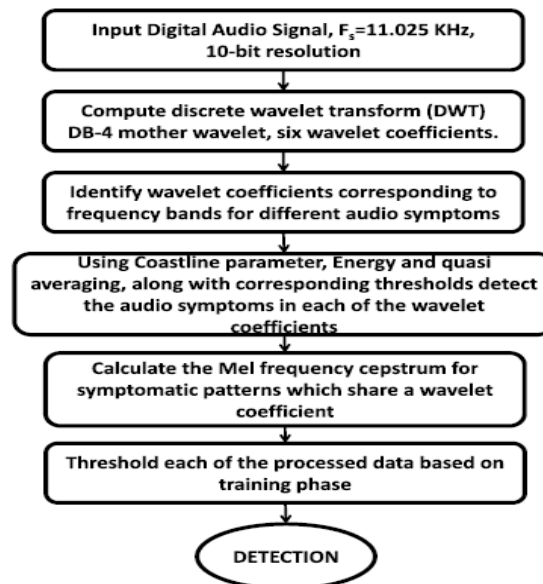 Input Digital Audio Signal, Fs=11.025 KHz,
10-bit resolution
Compute discrete wavelet transform (DWT)
DB-4 mother wavelet, six wavelet coefficients.
Identify wavelet coefficients corresponding to
frequency bands for different audio symptoms
Using Coastline parameter, Energy and quasi
averaging, along with corresponding thresholds detect
the audio symptoms in each of the wavelet
coefficients
Calculate the Mel frequency cepstrum for
symptomatic patterns which share a wavelet
coefficient
Threshold each of the processed data based on
training phase
DETECTION